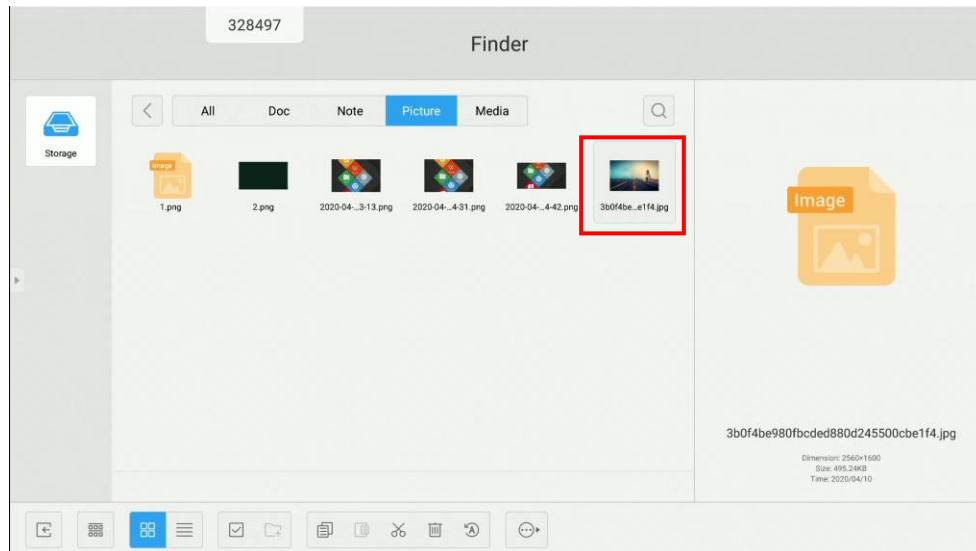 328497
Finder
Storage
All Doc Note Picture Media
Image
1.png 2.png 2020-04-...3-13.png 2020-04-...4-31.png 2020-04-...4-42.png 3b0f4be...e1f4.jpg
Image
3b0f4be980fbcded880d245500cbe1f4.jpg
Dimension: 2560×1600
Size: 495.24KB
Time: 2020/04/10